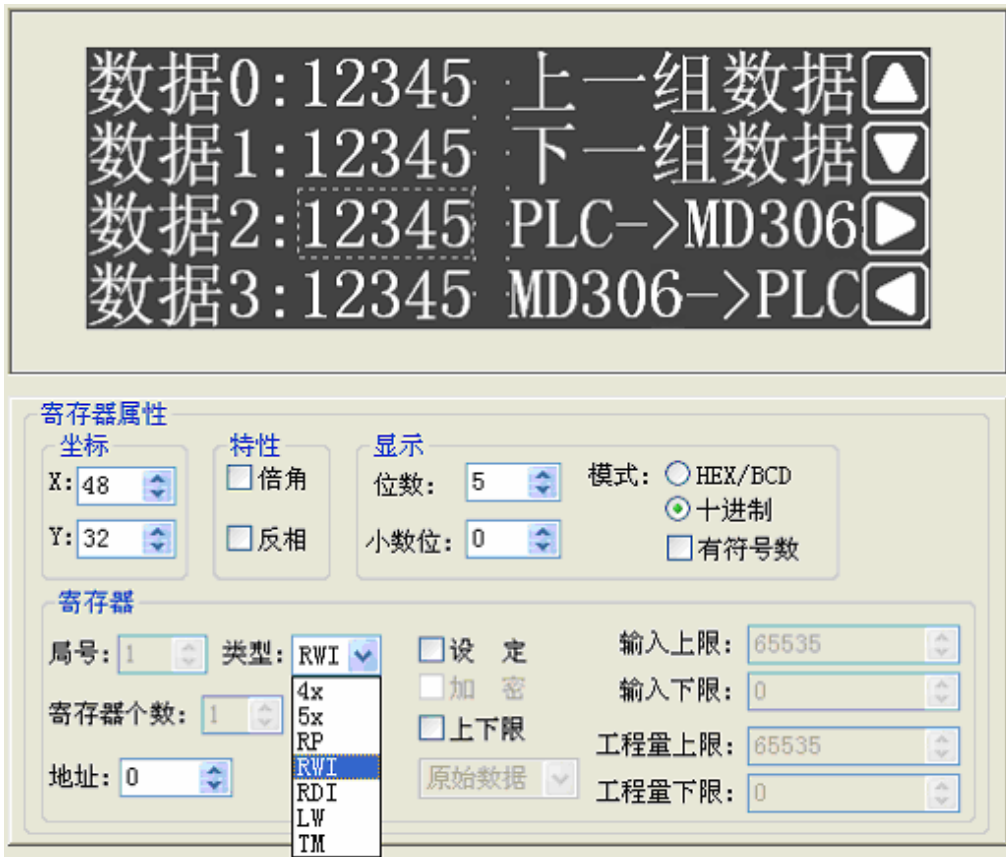 数据0:12345 上一组数据
数据1:12345 下一组数据
数据2:12345 PLC->MD306
数据3:12345 MD306->PLC
寄存器属性
坐标 特性 显示
X: 48 倍角 位数: 5 模式: HEX/BCD
十进制
Y: 32 反相 小数位: 0 有符号数
寄存器
局号: 1 类型: RWI 设 定 输入上限: 65535
4x 加 密 输入下限: 0
寄存器个数: 1 5x 上下限
RP 工程量上限: 65535
地址: 0 RWI 原始数据
RDI 工程量下限: 0
LW
TM